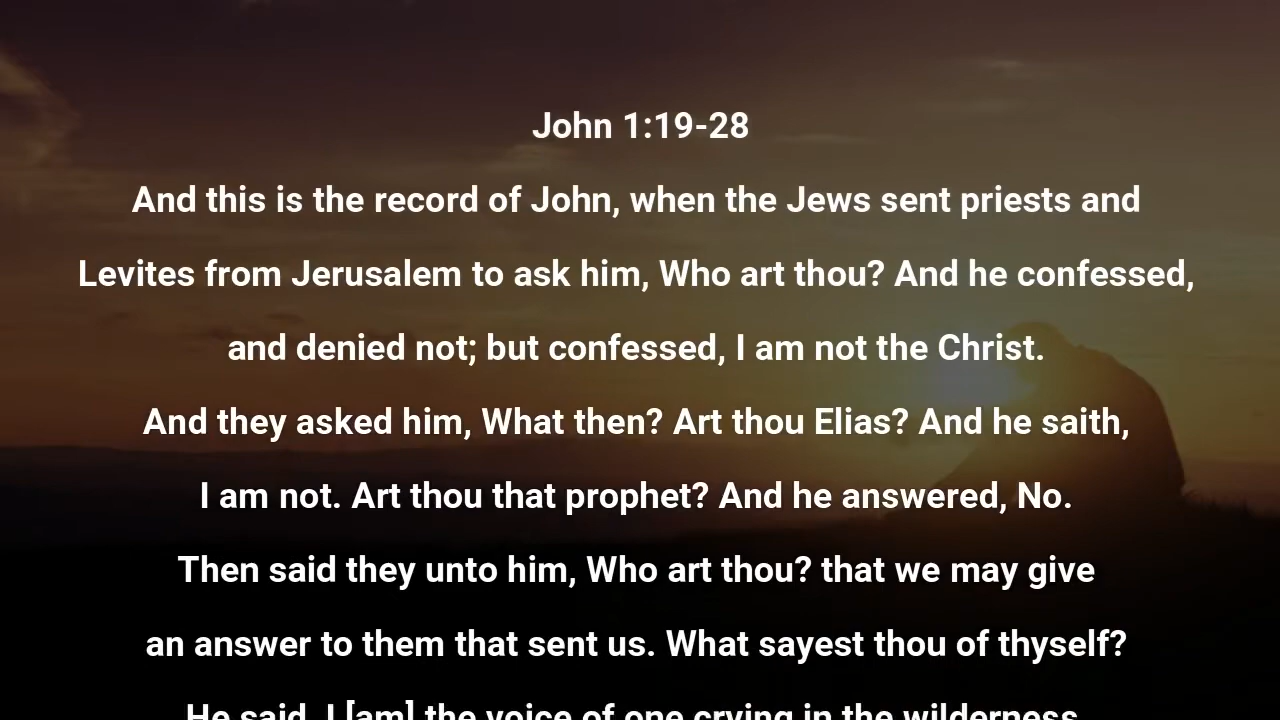 John 1:19-28
And this is the record of John, when the Jews sent priests and
Levites from Jerusalem to ask him, Who art thou? And he confessed,
and denied not; but confessed, I am not the Christ.
And they asked him, What then? Art thou Elias? And he saith,
I am not. Art thou that prophet? And he answered, No.
Then said they unto him, Who art thou? that we may give
an answer to them that sent us. What sayest thou of thyself?
He said, I [am] the voice of one crying in the wilderness,